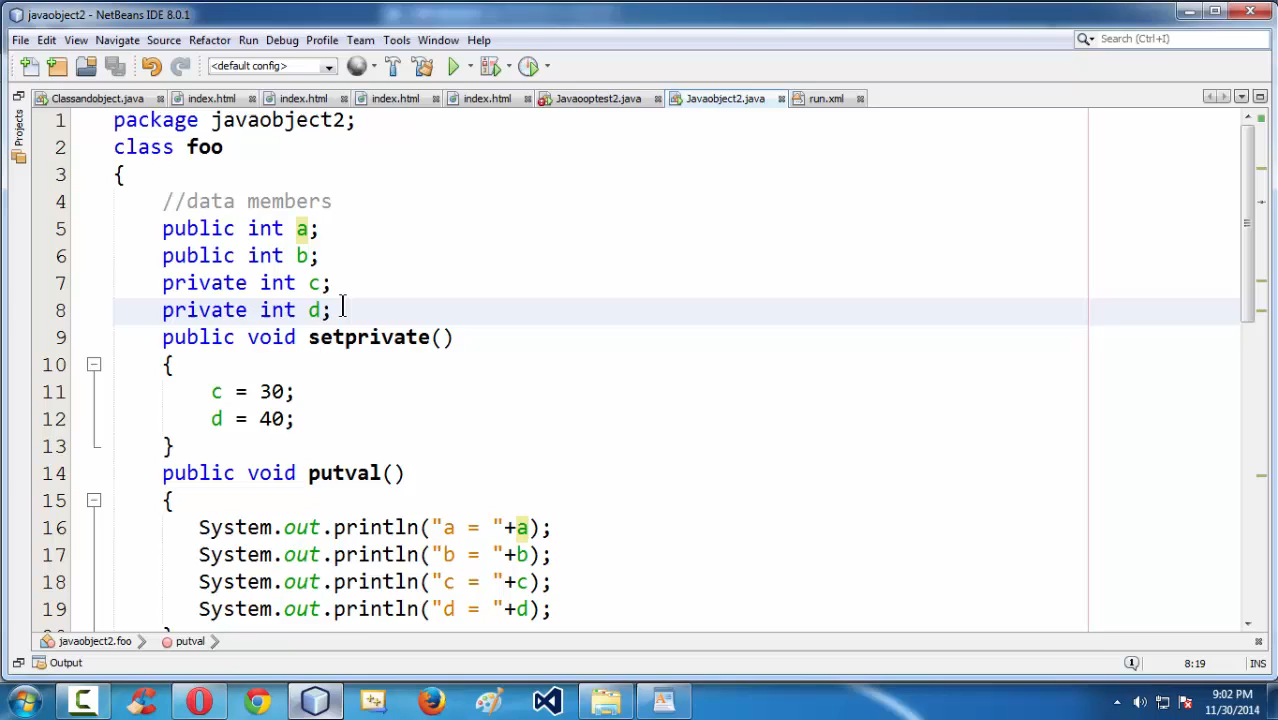 javaobject2 - NetBeans IDE 8.0.1
File Edit View Navigate Source Refactor Run Debug Profile Team Tools Window Help
Search (Ctrl+I)
<default config>
Classandobject.java index.html index.html index.html index.html Javaooptest2.java Javaobject2.java run.xml
Projects
1 package javaobject2;
2 class foo
3 {
4 //data members
5 public int a;
6 public int b;
7 private int c;
8 private int d;
9 public void setprivate()
10 {
11 c = 30;
12 d = 40;
13 }
14 public void putval()
15 {
16 System.out.println("a = "+a);
17 System.out.println("b = "+b);
18 System.out.println("c = "+c);
19 System.out.println("d = "+d);
javaobject2.foo putval
Output
1 8:19 INS
9:02 PM
11/30/2014